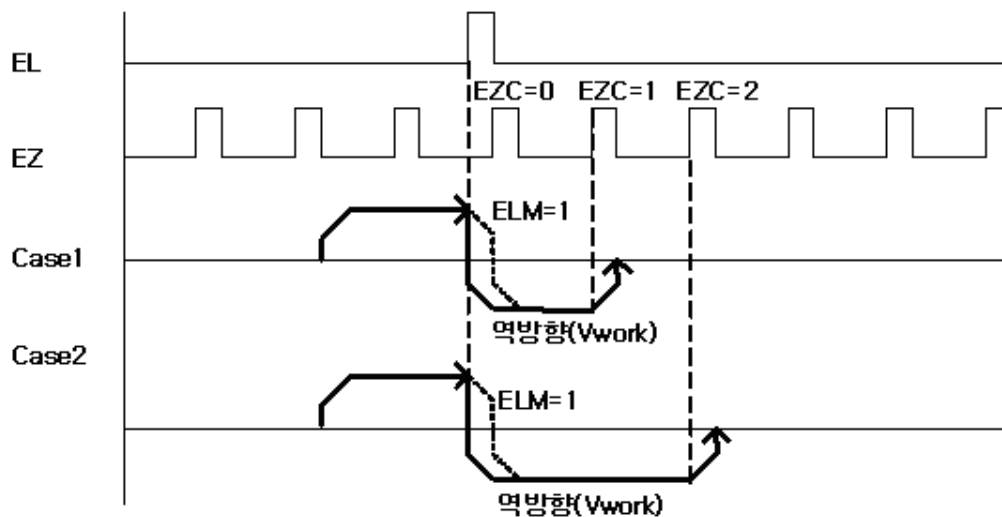 EL
EZC=0 EZC=1 EZC=2
EZ
ELM=1
Case1
역방향(Vwork)
Case2
ELM=1
역방향(Vwork)